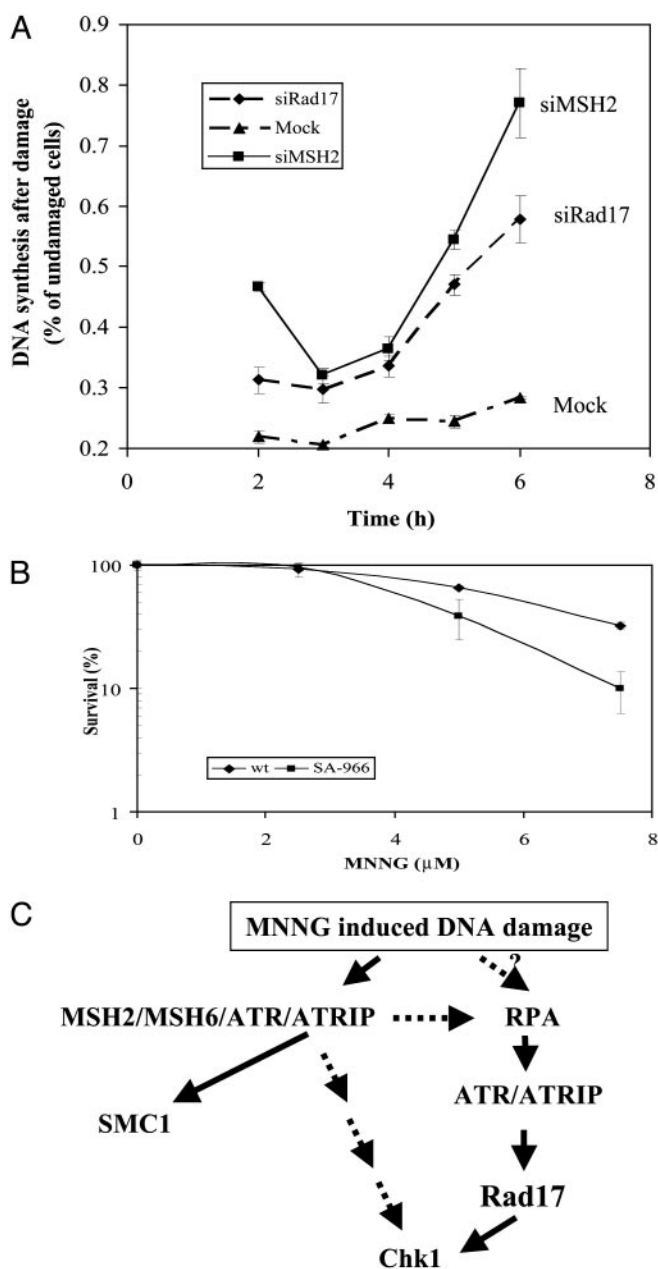 A
DNA synthesis after damage
(% of undamaged cells)
0.9
0.8
0.7
0.6
0.5
0.4
0.3
0.2
siRad17
Mock
siMSH2
siMSH2
siRad17
Mock
0 2 4 6 8
Time (h)
B
Survival (%)
100
10
1
wt SA-966
0 2 4 6 8
MNNG (μM)
C
MNNG induced DNA damage
?
MSH2/MSH6/ATR/ATRIP RPA
SMC1
ATR/ATRIP
Rad17
Chk1